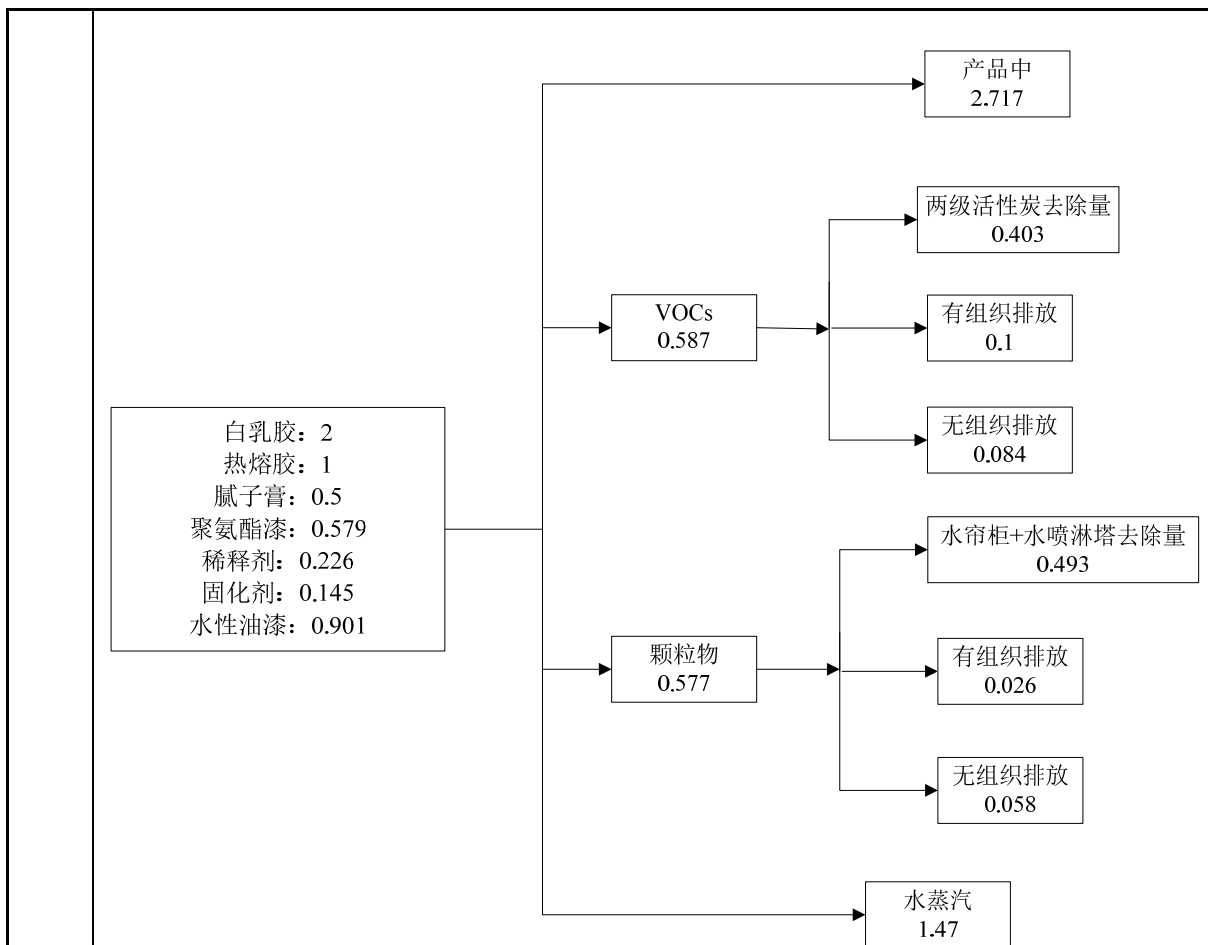 产品中
2.717
两级活性炭去除量
0.403
VOCs
0.587
有组织排放
0.1
无组织排放
0.084
白乳胶：2
热熔胶：1
腻子膏：0.5
聚氨酯漆：0.579
稀释剂：0.226
固化剂：0.145
水性油漆：0.901
水帘柜+水喷淋塔去除量
0.493
颗粒物
0.577
有组织排放
0.026
无组织排放
0.058
水蒸汽
1.47